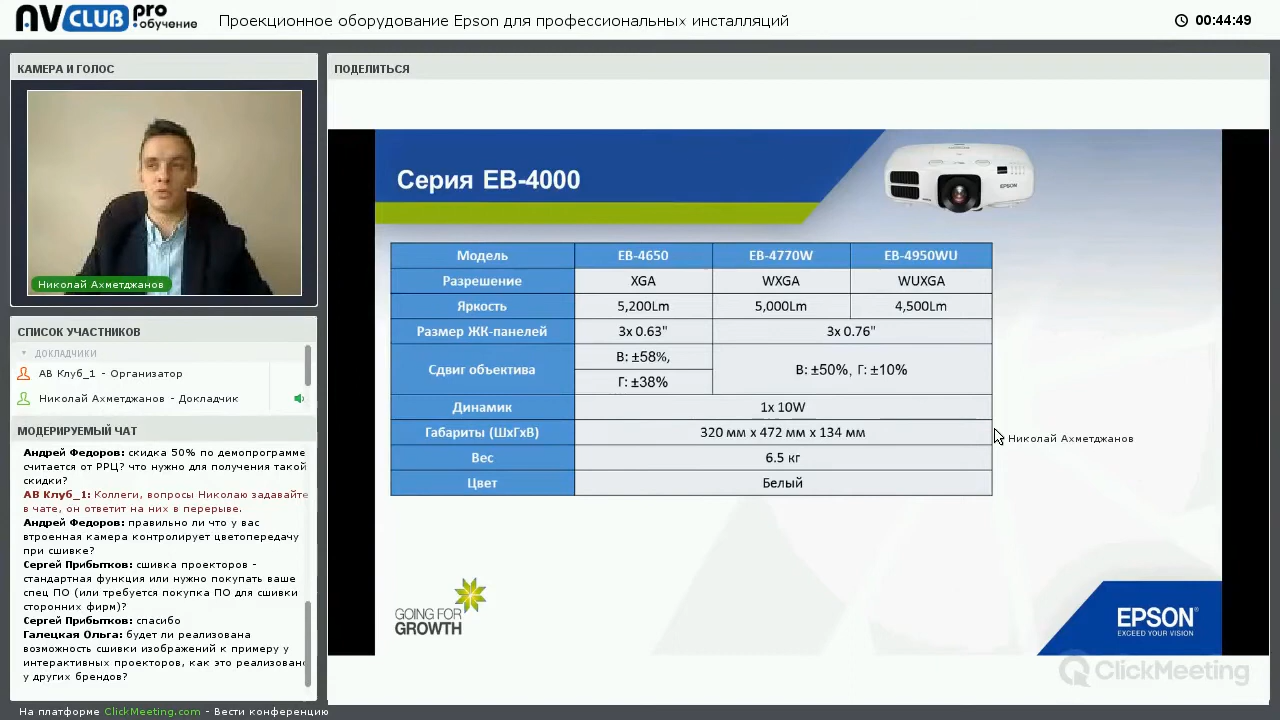 AV CLUB pro обучение
Проекционное оборудование Epson для профессиональных инсталляций
00:44:49
КАМЕРА И ГОЛОС
Николай Ахметджанов
СПИСОК УЧАСТНИКОВ
ДОКЛАДЧИКИ
АВ Клуб_1 - Организатор
Николай Ахметджанов - Докладчик
МОДЕРИРУЕМЫЙ ЧАТ
Андрей Федоров: скидка 50% по демопрограмме
считается от РРЦ? что нужно для получения такой
скидки?
АВ Клуб_1: Коллеги, вопросы Николаю задавайте
в чате, он ответит на них в перерыве.
Андрей Федоров: правильно ли что у вас
втроенная камера контролирует цветопередачу
при сшивке?
Сергей Прибытков: сшивка проекторов -
стандартная функция или нужно покупать ваше
спец ПО (или требуется покупка ПО для сшивки
сторонних фирм)?
Сергей Прибытков: спасибо
Галецкая Ольга: будет ли реализована
возможность сшивки изображений к примеру у
интерактивных проекторов, как это реализовано
у других брендов?
На платформе ClickMeeting.com - Вести конференцию
ПОДЕЛИТЬСЯ
Серия EB-4000
EPSON
Модель EB-4650 EB-4770W EB-4950WU
Разрешение XGA WXGA WUXGA
Яркость 5,200Lm 5,000Lm 4,500Lm
Размер ЖК-панелей 3x 0.63" 3x 0.76"
Сдвиг объектива В: ±58%, Г: ±38% В: ±50%, Г: ±10%
Динамик 1x 10W
Габариты (ШхГхВ) 320 мм x 472 мм x 134 мм
Вес 6.5 кг
Цвет Белый
Николай Ахметджанов
GOING FOR
GROWTH
EPSON®
EXCEED YOUR VISION
ClickMeeting